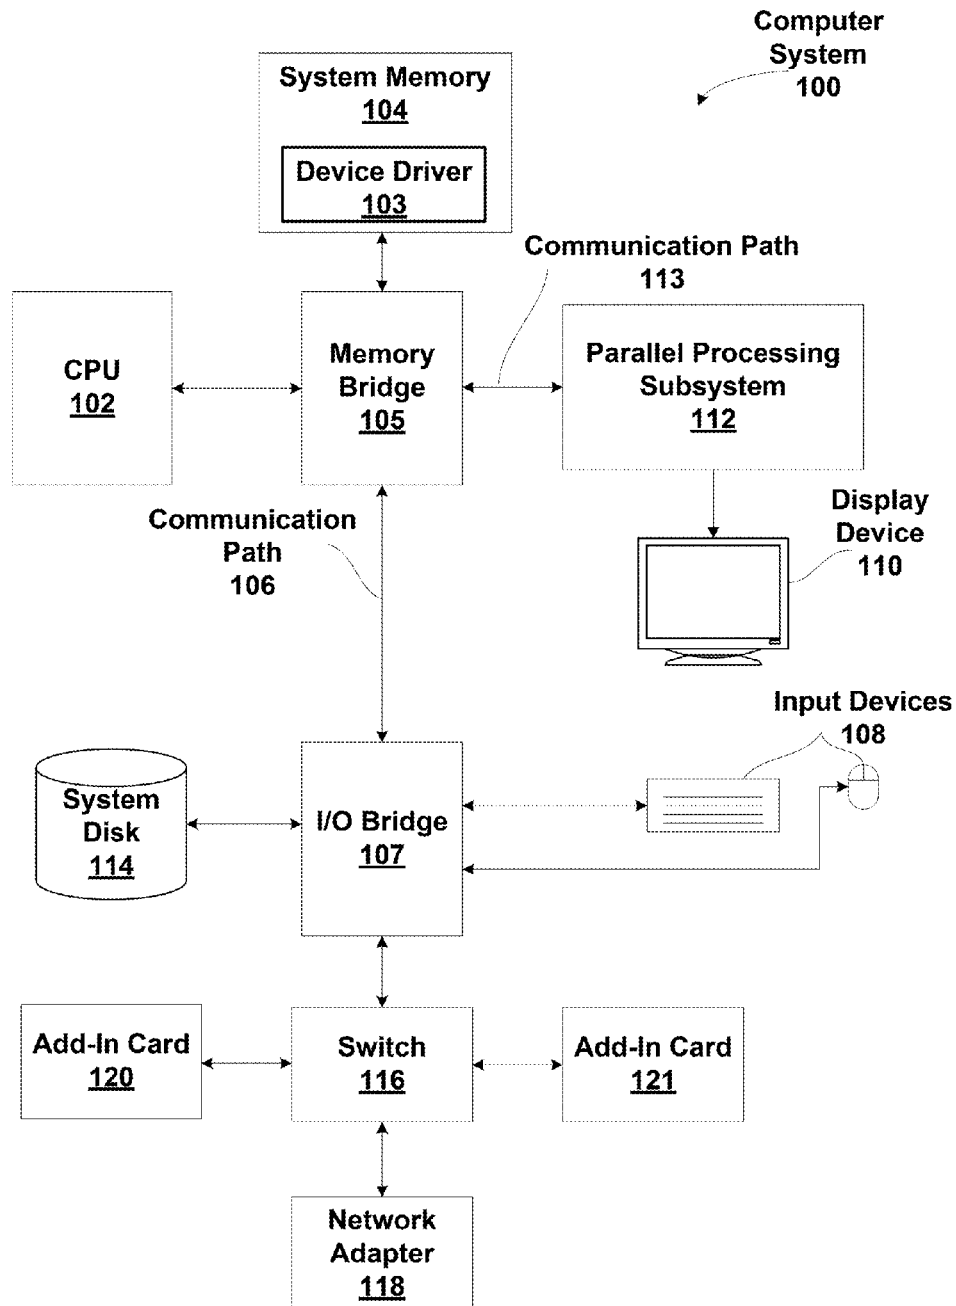 Computer
System
100
System Memory
104
Device Driver
103
Communication Path
113
CPU
102
Memory
Bridge
105
Parallel Processing
Subsystem
112
Communication
Path
106
Display
Device
110
Input Devices
108
System
Disk
114
I/O Bridge
107
Add-In Card
120
Switch
116
Add-In Card
121
Network
Adapter
118